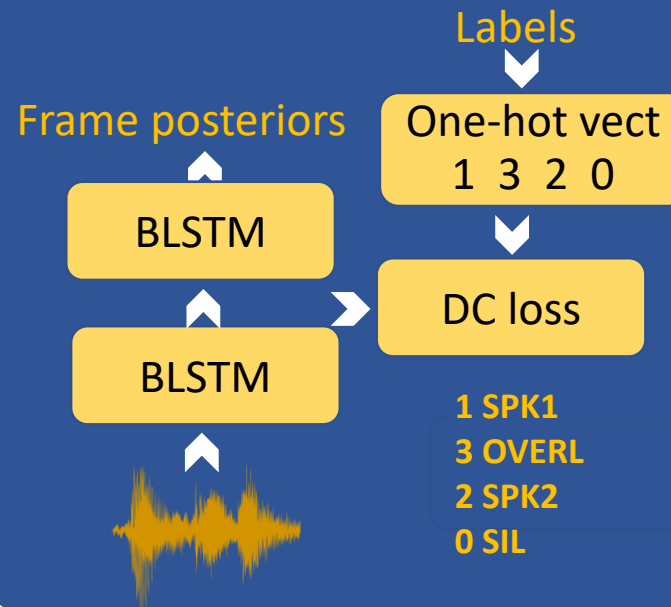 Labels
Frame posteriors
One-hot vect
1 3 2 0
BLSTM
DC loss
BLSTM
1 SPK1
3 OVERL
2 SPK2
0 SIL